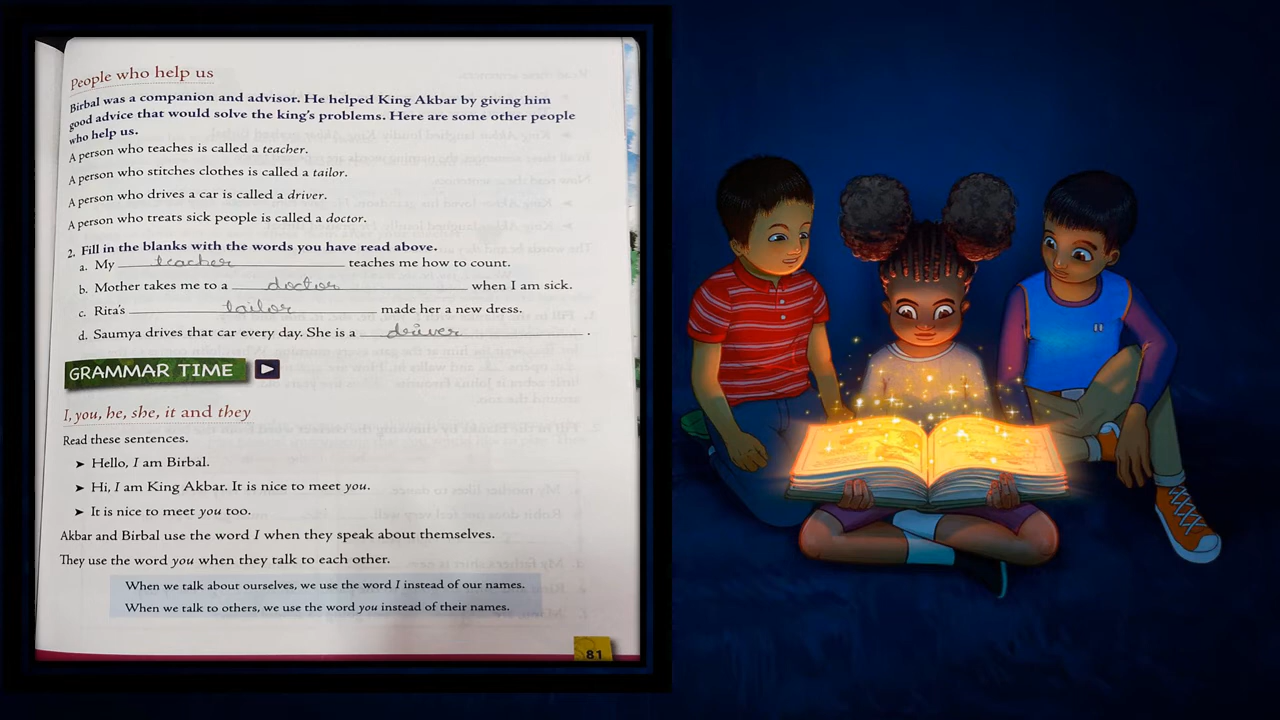 People who help us
Birbal was a companion and advisor. He helped King Akbar by giving him
good advice that would solve the king's problems. Here are some other people
who help us.
A person who teaches is called a teacher.
A person who stitches clothes is called a tailor.
A person who drives a car is called a driver.
A person who treats sick people is called a doctor.
2. Fill in the blanks with the words you have read above.
a. My teacher teaches me how to count.
b. Mother takes me to a doctor when I am sick.
c. Rita's tailor made her a new dress.
d. Saumya drives that car every day. She is a driver.
GRAMMAR TIME
I, you, he, she, it and they
Read these sentences.
➤ Hello, I am Birbal.
➤ Hi, I am King Akbar. It is nice to meet you.
➤ It is nice to meet you too.
Akbar and Birbal use the word I when they speak about themselves.
They use the word you when they talk to each other.
When we talk about ourselves, we use the word I instead of our names.
When we talk to others, we use the word you instead of their names.
81